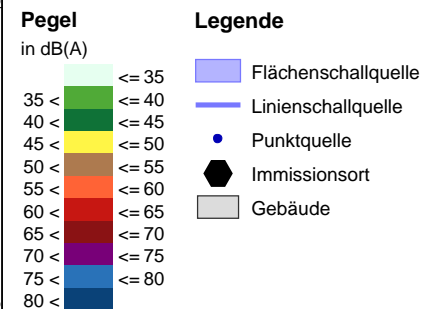 Pegel
in dB(A)
<= 35
35 < <= 40
40 < <= 45
45 < <= 50
50 < <= 55
55 < <= 60
60 < <= 65
65 < <= 70
70 < <= 75
75 < <= 80
80 <
Legende
Flächenschallquelle
Linienschallquelle
Punktquelle
Immissionsort
Gebäude